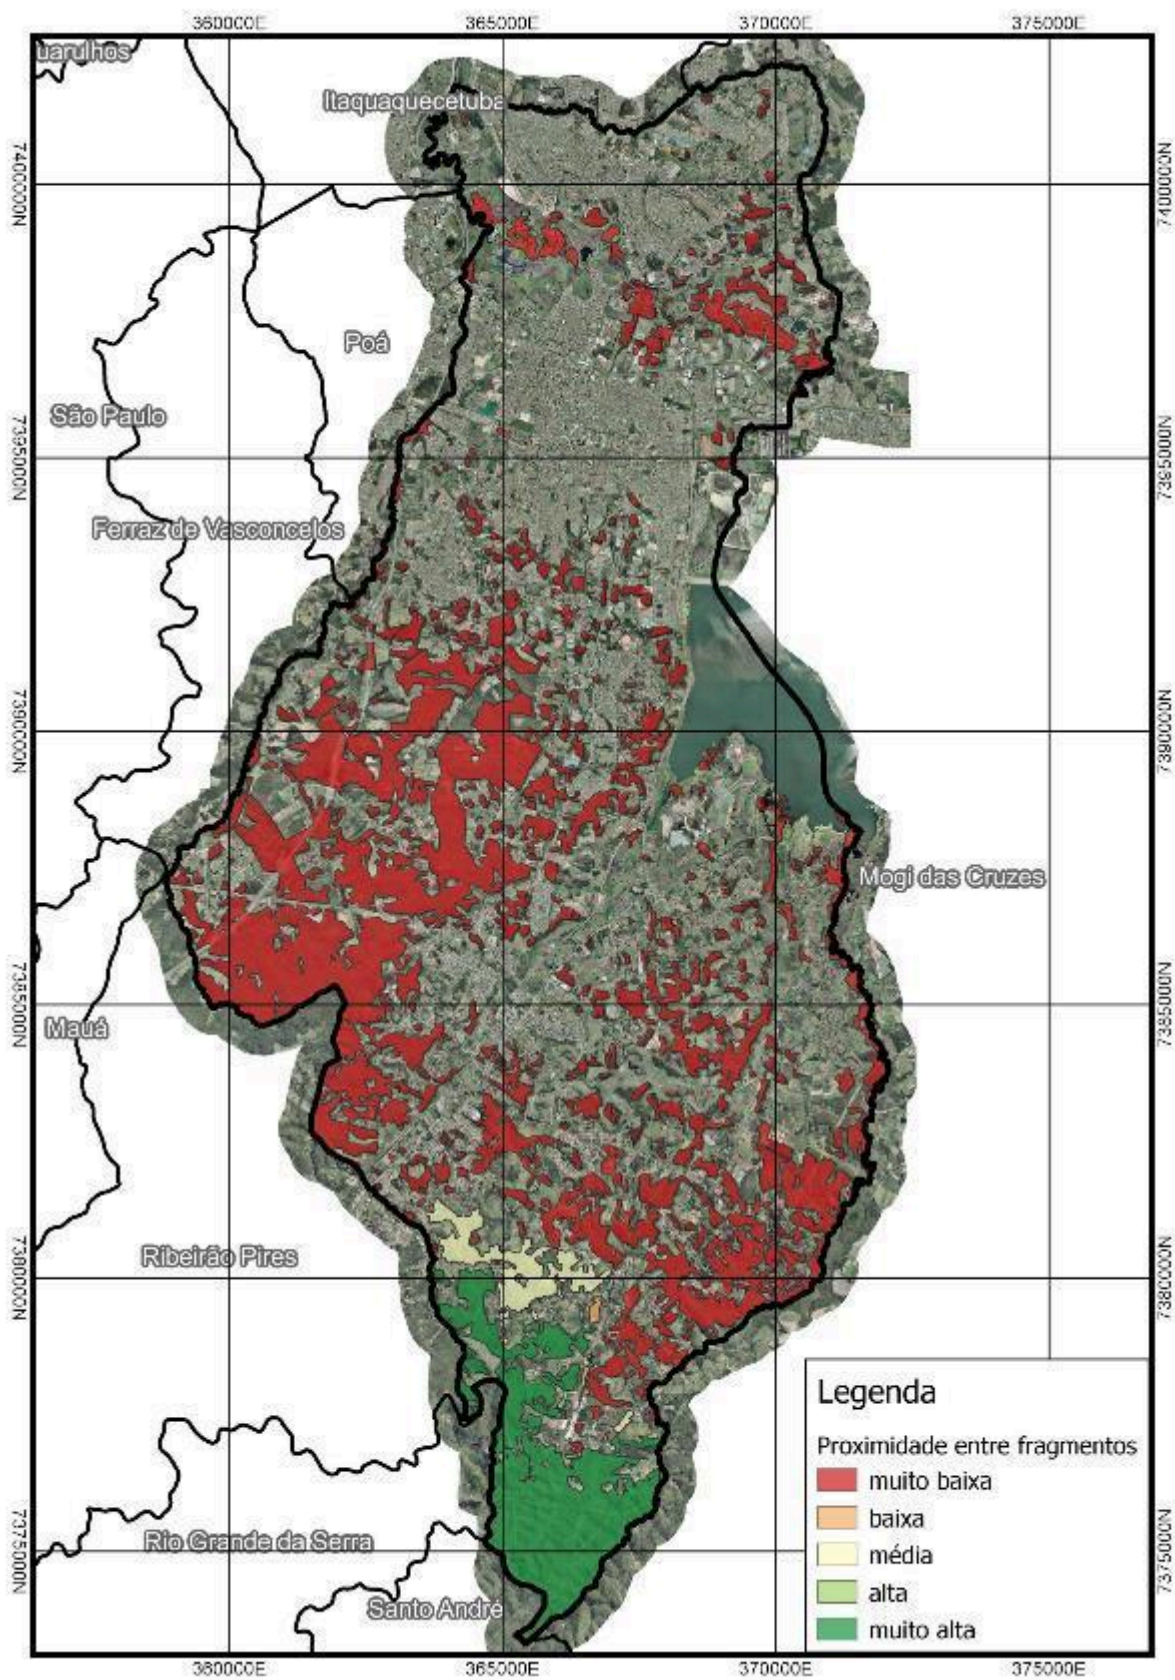 360000E 365000E 370000E 375000E
uarulhos
Itaquaquecetuba
7400000N 7400000N
Poá
São Paulo
7395000N 7395000N
Ferraz de Vasconcelos
7390000N 7390000N
Mogi das Cruzes
7385000N 7385000N
Mauá
Ribeirão Pires
7380000N 7380000N
Legenda
Proximidade entre fragmentos
muito baixa
baixa
média
alta
muito alta
Rio Grande da Serra
7375000N 7375000N
Santo André
360000E 365000E 370000E 375000E